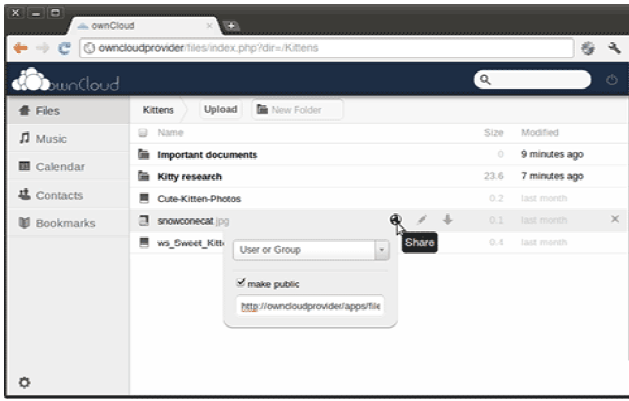 ownCloud
owncloudprovider/files/index.php?dir=/Kittens
ownCloud
Files
Music
Calendar
Contacts
Bookmarks
Kittens Upload New Folder
Name Size Modified
Important documents 0 9 minutes ago
Kitty research 23.6 7 minutes ago
Cute-Kitten-Photos 0.2 last month
snowconecat.jpg 0.1 last month
Share
ws_Sweet_Kitt 0.4 last month
User or Group
make public
http://owncloudprovider/apps/file